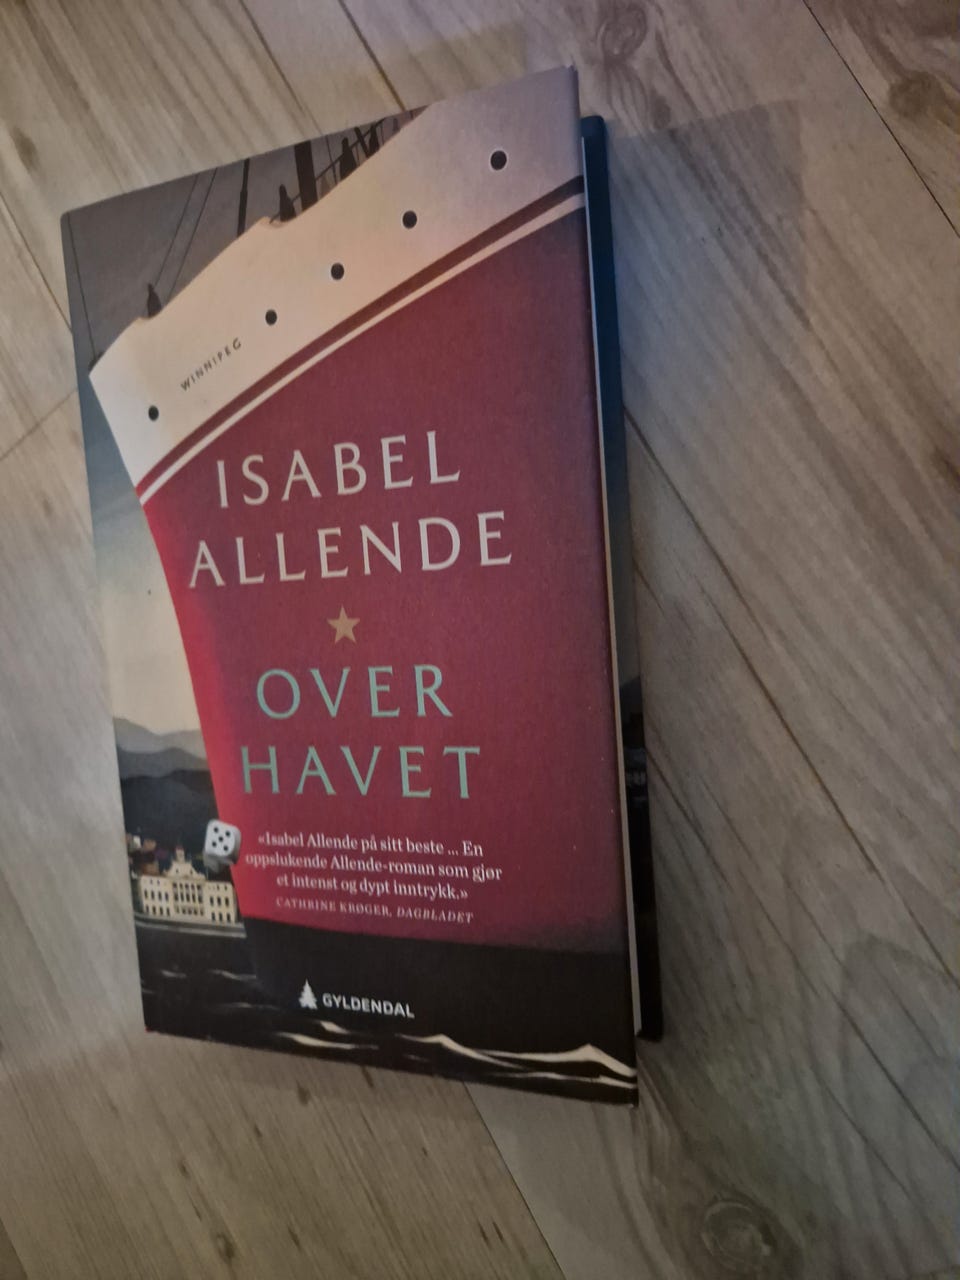 WINNIPEG
ISABEL
ALLENDE
OVER
HAVET
«Isabel Allende på sitt beste ... En
oppslukende Allende-roman som gjør
et intenst og dypt inntrykk.»
CATHRINE KRØGER, DAGBLADET
GYLDENDAL